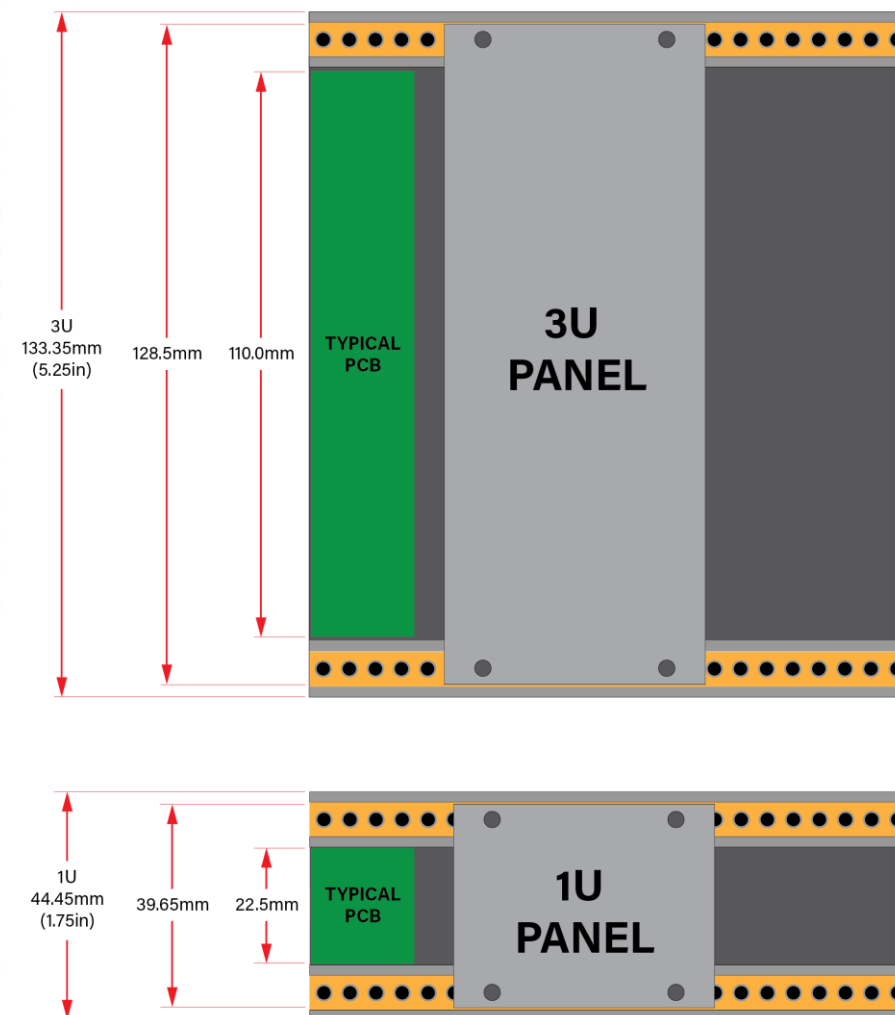 3U
133.35mm
(5.25in)
128.5mm
110.0mm
TYPICAL
PCB
3U
PANEL
1U
44.45mm
(1.75in)
39.65mm
22.5mm
TYPICAL
PCB
1U
PANEL